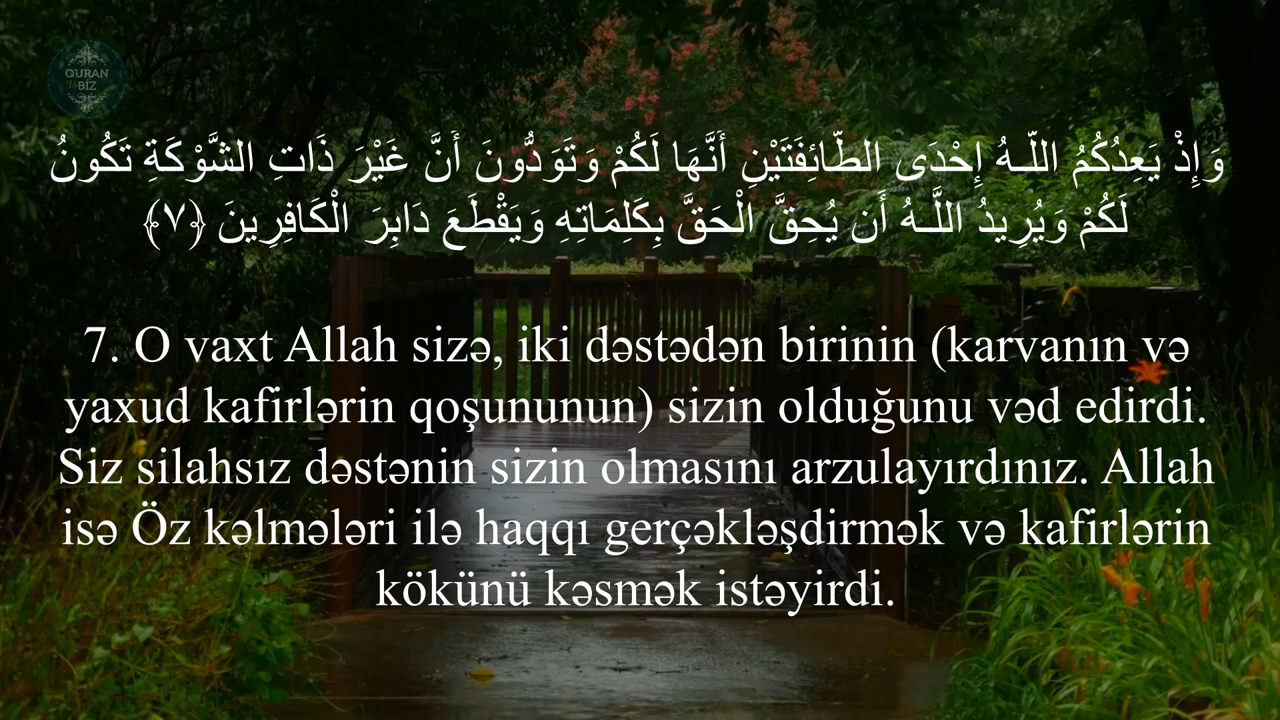 QURAN
Və
BİZ
وَإِذْ يَعِدُكُمُ اللّـهُ إِحْدَى الطَّائِفَتَيْنِ أَنَّهَا لَكُمْ وَتَوَدُّونَ أَنَّ غَيْرَ ذَاتِ الشَّوْكَةِ تَكُونُ
لَكُمْ وَيُرِيدُ اللَّـهُ أَن يُحِقَّ الْحَقَّ بِكَلِمَاتِهِ وَيَقْطَعَ دَابِرَ الْكَافِرِينَ ﴿٧﴾
7. O vaxt Allah sizə, iki dəstədən birinin (karvanın və
yaxud kafirlərin qoşununun) sizin olduğunu vəd edirdi.
Siz silahsız dəstənin sizin olmasını arzulayırdınız. Allah
isə Öz kəlmələri ilə haqqı gerçəkləşdirmək və kafirlərin
kökünü kəsmək istəyirdi.